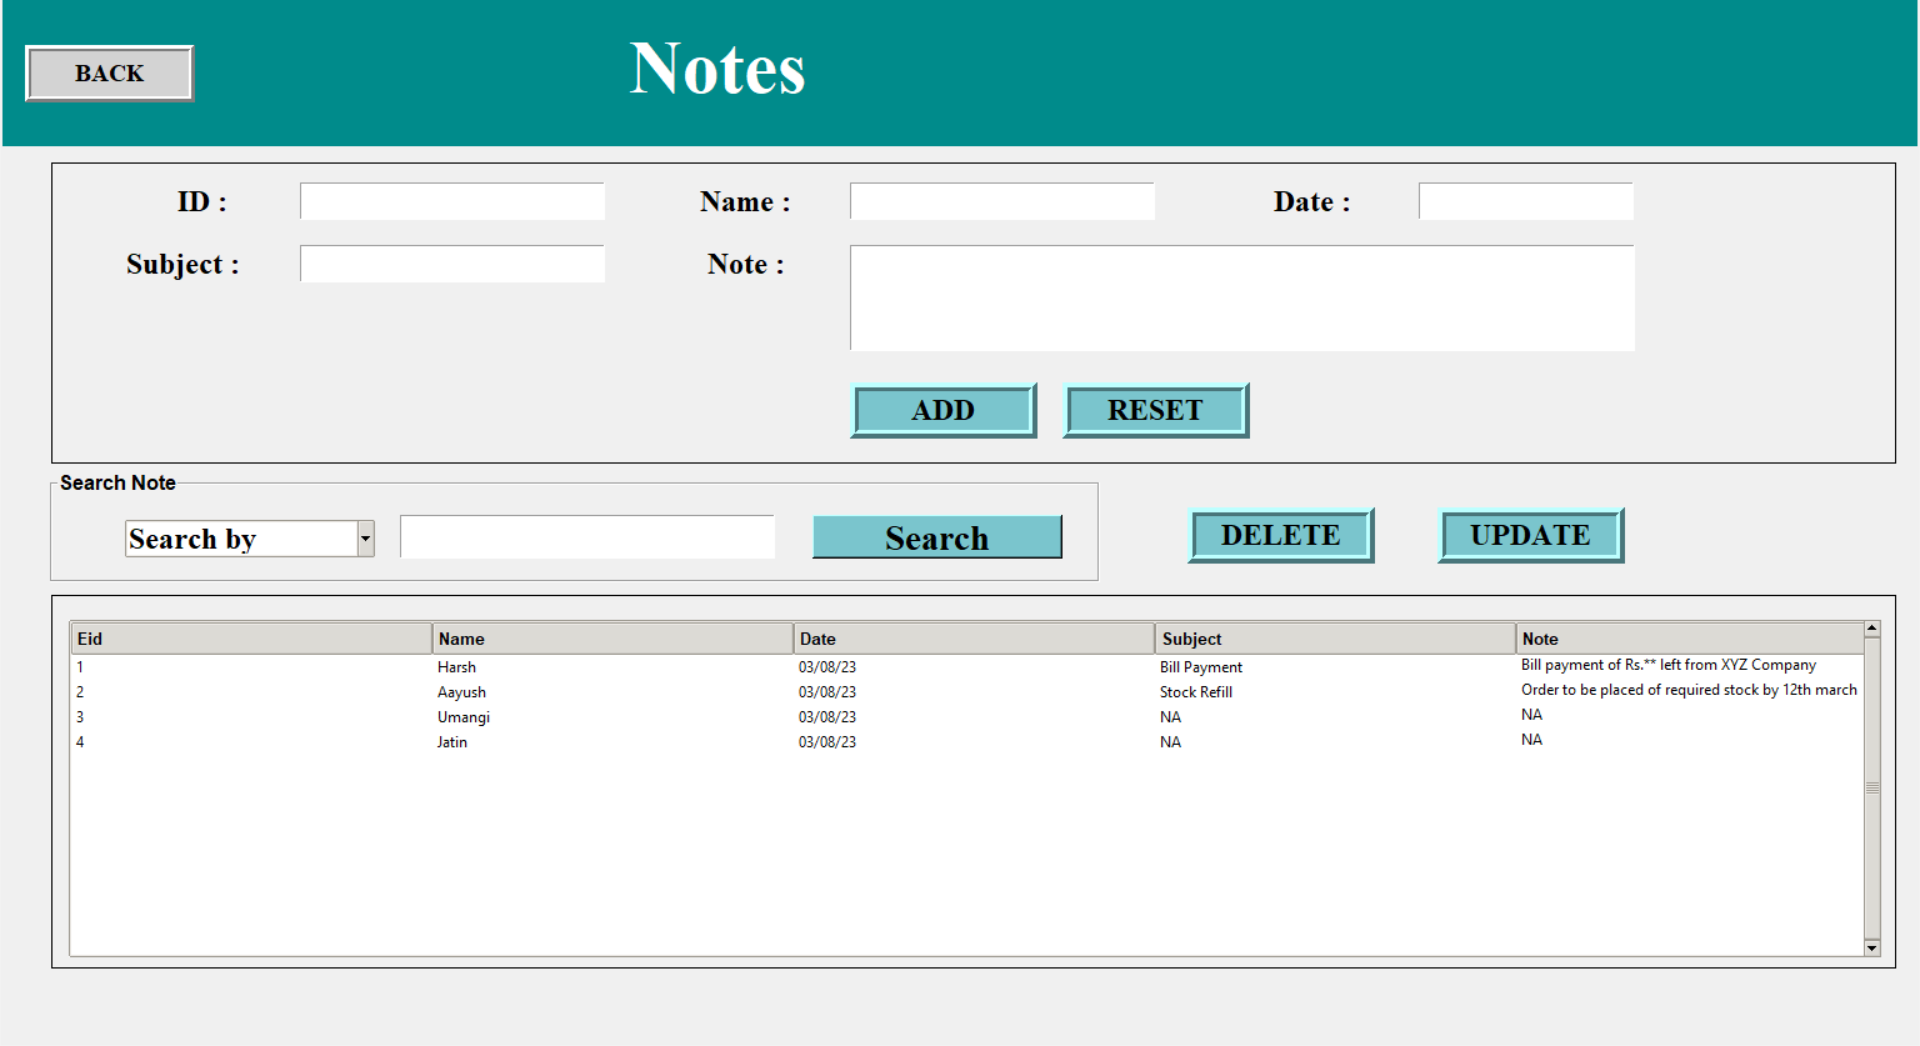 BACK
Notes
ID :
Name :
Date :
Subject :
Note :
ADD
RESET
Search Note
Search by
Search
DELETE
UPDATE
Eid Name Date Subject Note
1 Harsh 03/08/23 Bill Payment Bill payment of Rs.** left from XYZ Company
2 Aayush 03/08/23 Stock Refill Order to be placed of required stock by 12th march
3 Umangi 03/08/23 NA NA
4 Jatin 03/08/23 NA NA